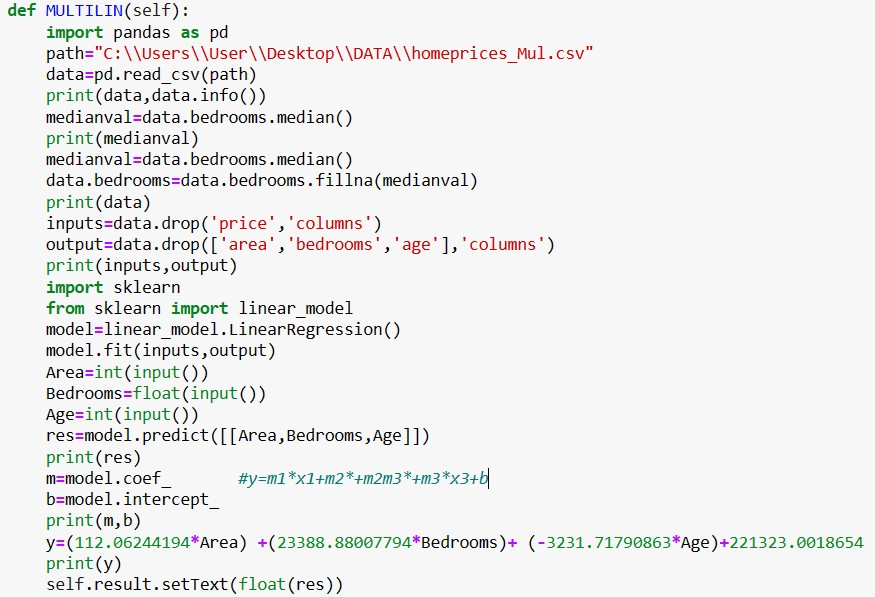 def MULTILIN(self):
    import pandas as pd
    path="C:\\Users\\User\\Desktop\\DATA\\homeprices_Mul.csv"
    data=pd.read_csv(path)
    print(data,data.info())
    medianval=data.bedrooms.median()
    print(medianval)
    medianval=data.bedrooms.median()
    data.bedrooms=data.bedrooms.fillna(medianval)
    print(data)
    inputs=data.drop('price','columns')
    output=data.drop(['area','bedrooms','age'],'columns')
    print(inputs,output)
    import sklearn
    from sklearn import linear_model
    model=linear_model.LinearRegression()
    model.fit(inputs,output)
    Area=int(input())
    Bedrooms=float(input())
    Age=int(input())
    res=model.predict([[Area,Bedrooms,Age]])
    print(res)
    m=model.coef_       #y=m1*x1+m2*+m2m3*+m3*x3+b
    b=model.intercept_
    print(m,b)
    y=(112.06244194*Area) +(23388.88007794*Bedrooms)+ (-3231.71790863*Age)+221323.0018654
    print(y)
    self.result.setText(float(res))